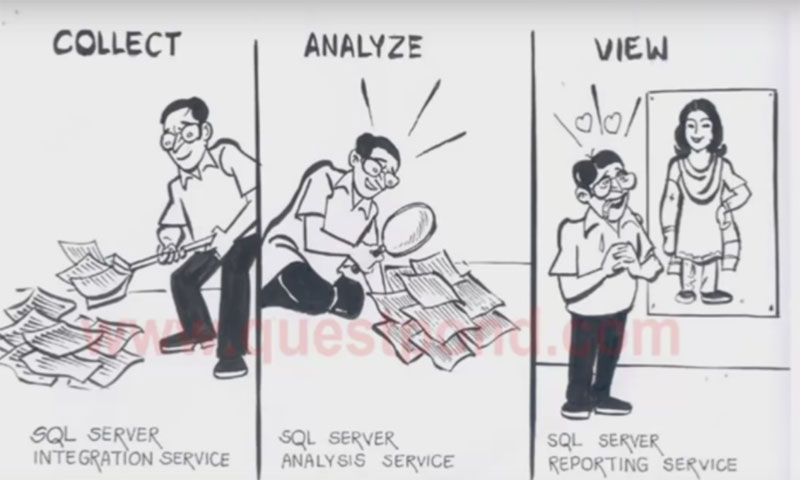 COLLECT
ANALYZE
VIEW
www.questpond.com
SQL SERVER
INTEGRATION SERVICE
SQL SERVER
ANALYSIS SERVICE
SQL SERVER
REPORTING SERVICE